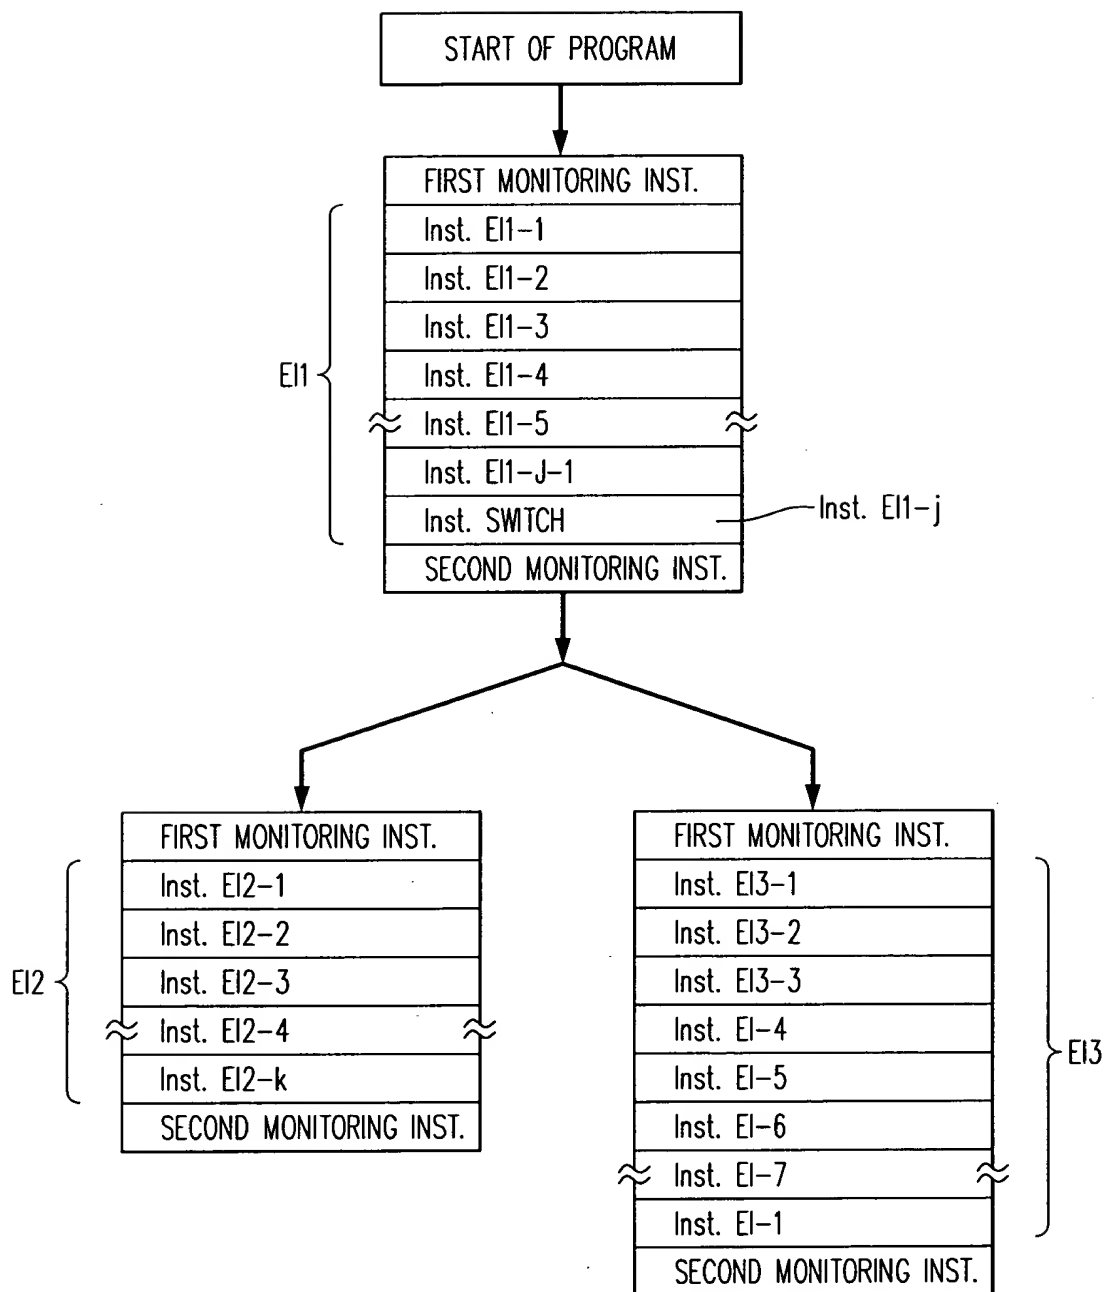 START OF PROGRAM
FIRST MONITORING INST.
Inst. EI1-1
Inst. EI1-2
Inst. EI1-3
Inst. EI1-4
Inst. EI1-5
Inst. EI1-J-1
Inst. SWITCH
SECOND MONITORING INST.
EI1
Inst. EI1-j
FIRST MONITORING INST.
Inst. EI2-1
Inst. EI2-2
Inst. EI2-3
Inst. EI2-4
Inst. EI2-k
SECOND MONITORING INST.
EI2
FIRST MONITORING INST.
Inst. EI3-1
Inst. EI3-2
Inst. EI3-3
Inst. EI-4
Inst. EI-5
Inst. EI-6
Inst. EI-7
Inst. EI-1
SECOND MONITORING INST.
EI3